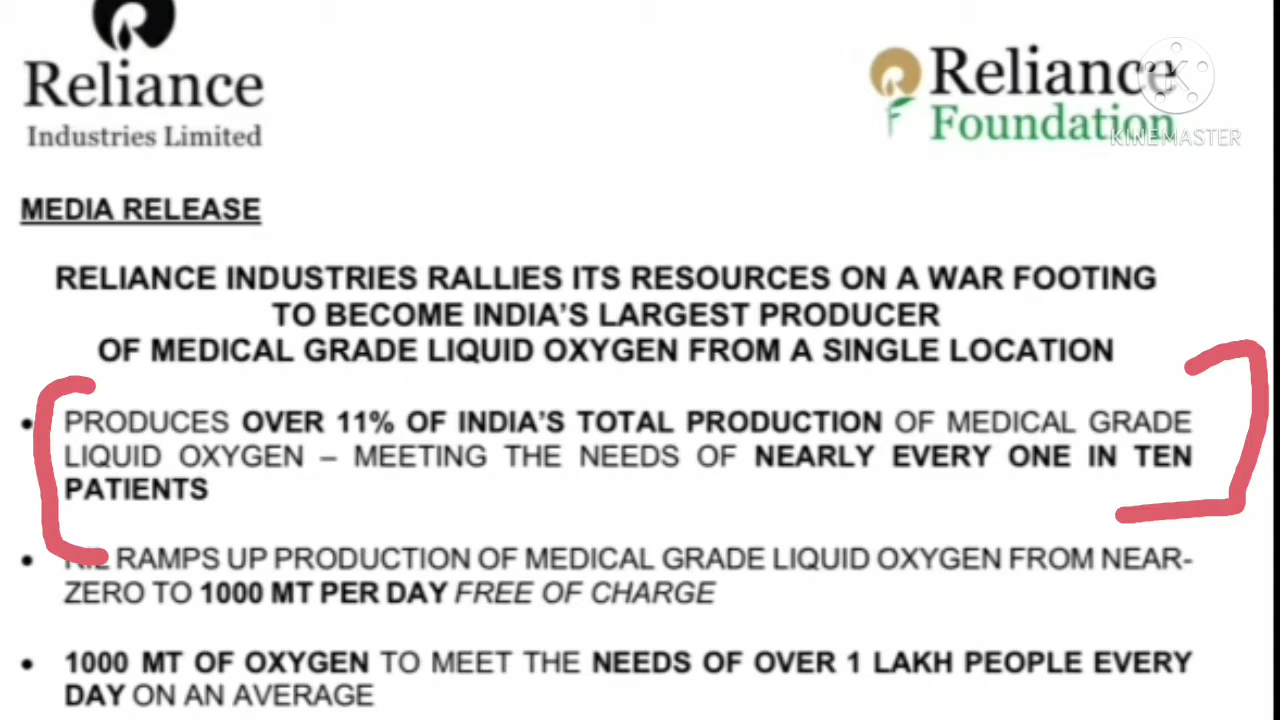 Reliance
Industries Limited
Reliance
Foundation
KINEMASTER
MEDIA RELEASE
RELIANCE INDUSTRIES RALLIES ITS RESOURCES ON A WAR FOOTING
TO BECOME INDIA'S LARGEST PRODUCER
OF MEDICAL GRADE LIQUID OXYGEN FROM A SINGLE LOCATION
• PRODUCES OVER 11% OF INDIA'S TOTAL PRODUCTION OF MEDICAL GRADE
LIQUID OXYGEN – MEETING THE NEEDS OF NEARLY EVERY ONE IN TEN
PATIENTS
• RIL RAMPS UP PRODUCTION OF MEDICAL GRADE LIQUID OXYGEN FROM NEAR-
ZERO TO 1000 MT PER DAY FREE OF CHARGE
• 1000 MT OF OXYGEN TO MEET THE NEEDS OF OVER 1 LAKH PEOPLE EVERY
DAY ON AN AVERAGE